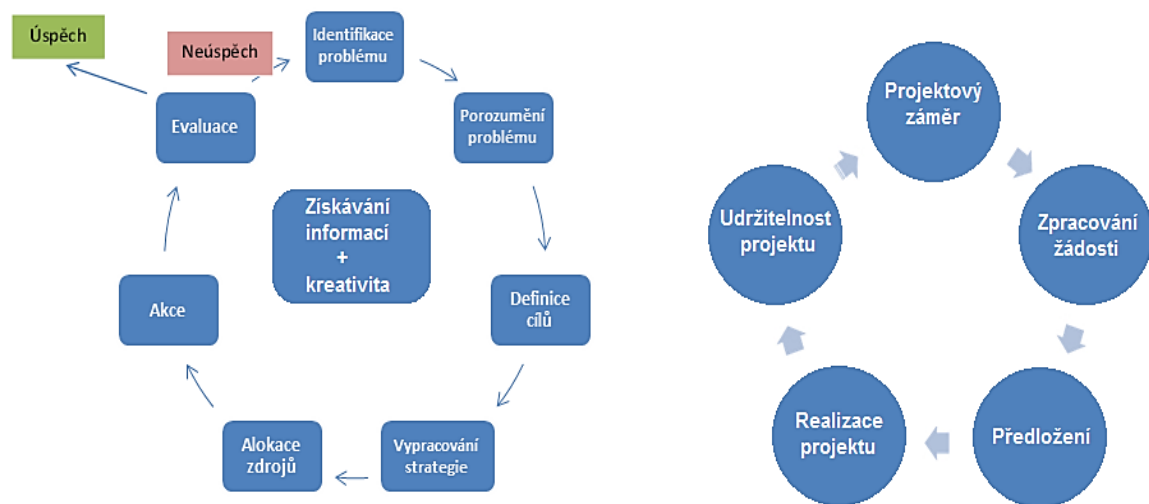 Úspěch
Neúspěch
Identifikace
problému
Porozumění
problému
Definice
cílů
Vypracování
strategie
Alokace
zdrojů
Akce
Evaluace
Získávání
informací
+
kreativita
Projektový
záměr
Zpracování
žádosti
Předložení
Realizace
projektu
Udržitelnost
projektu